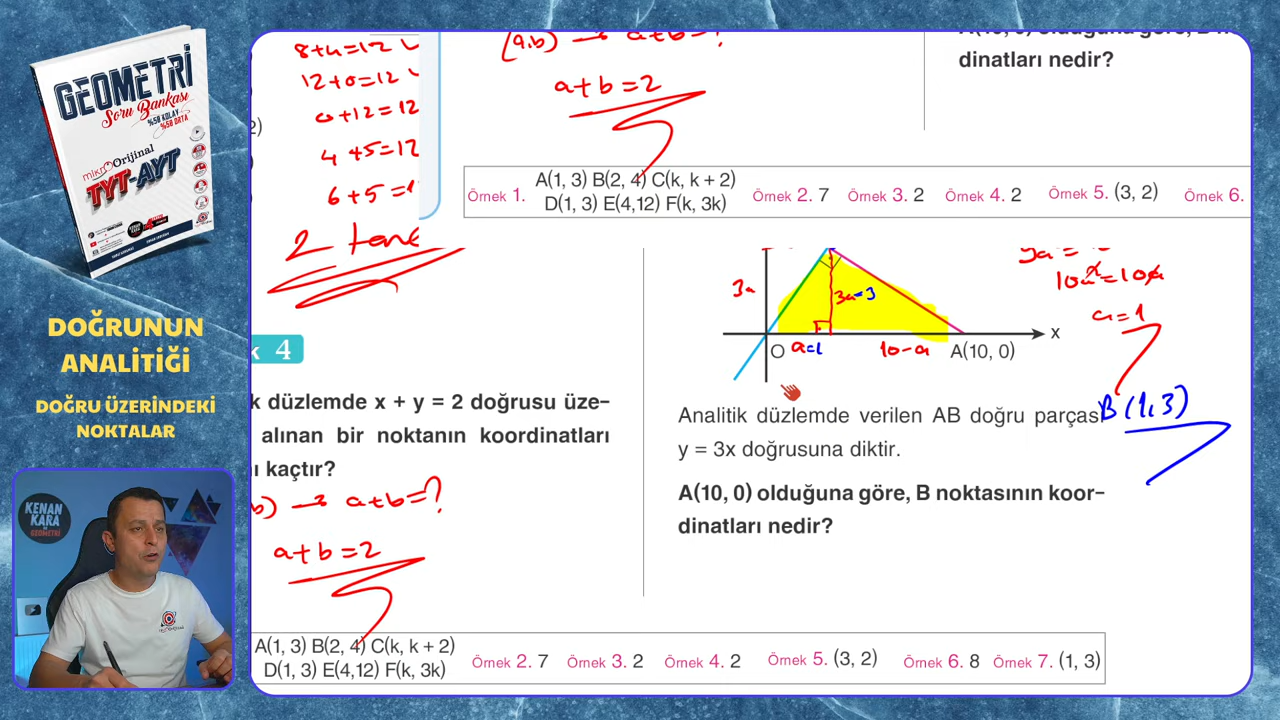 GEOMETRİ
Soru Bankası
%50 KOLAY
%50 ORTA
mikro Orijinal
TYT-AYT
DOĞRUNUN
ANALİTİĞİ
DOĞRU ÜZERİNDEKİ
NOKTALAR
KENAN
KARA
GEOMETRİ
8+4=12
12+0=12
0+12=12
4+5=12
6+5=1
2 tane
2)
(a,b) → a+b=?
a+b=2
dinatları nedir?
Örnek 1. A(1, 3) B(2, 4) C(k, k + 2)
D(1, 3) E(4,12) F(k, 3k)
Örnek 2. 7 Örnek 3. 2 Örnek 4. 2 Örnek 5. (3, 2) Örnek 6.
k 4
k düzlemde x + y = 2 doğrusu üze-
alınan bir noktanın koordinatları
ı kaçtır?
b) → a+b=?
a+b=2
3a
3a=3
O a=1 10-a A(10, 0)
x
10a=10
a=1
B(1,3)
Analitik düzlemde verilen AB doğru parças
y = 3x doğrusuna diktir.
A(10, 0) olduğuna göre, B noktasının koor-
dinatları nedir?
A(1, 3) B(2, 4) C(k, k + 2)
D(1, 3) E(4,12) F(k, 3k)
Örnek 2. 7 Örnek 3. 2 Örnek 4. 2 Örnek 5. (3, 2) Örnek 6. 8 Örnek 7. (1, 3)